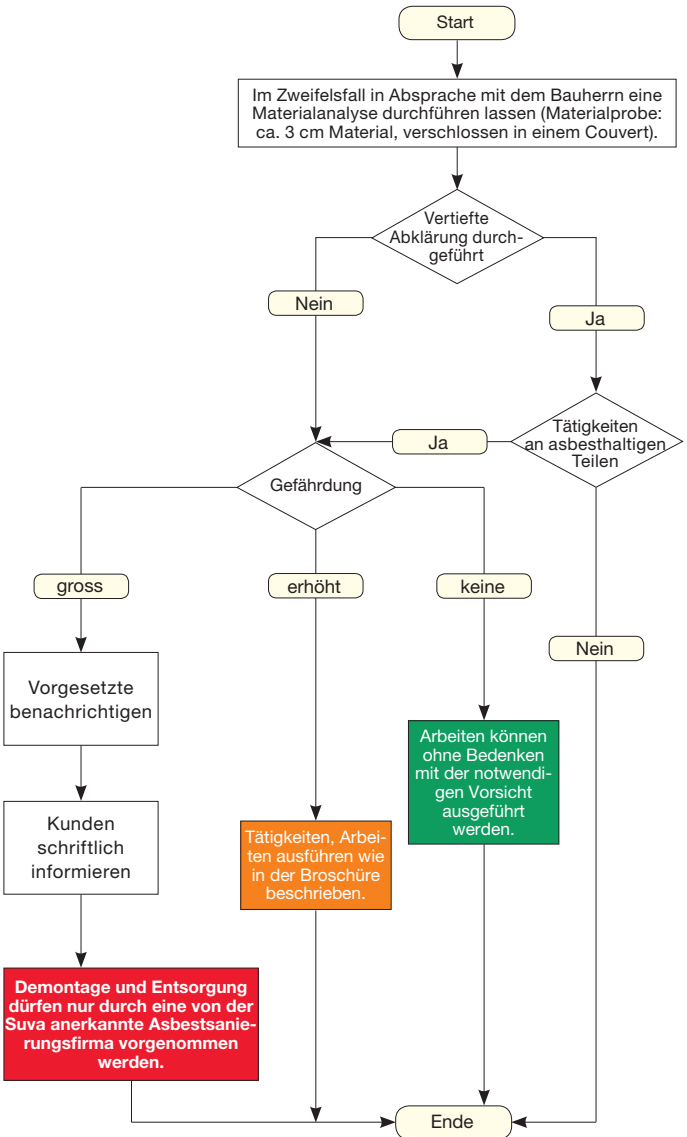 Start
Im Zweifelsfall in Absprache mit dem Bauherrn eine
Materialanalyse durchführen lassen (Materialprobe:
ca. 3 cm Material, verschlossen in einem Couvert).
Vertiefte
Abklärung durch-
geführt
Nein
Ja
Tätigkeiten
an asbesthaltigen
Teilen
Ja
Gefährdung
gross
erhöht
keine
Nein
Vorgesetzte
benachrichtigen
Arbeiten können
ohne Bedenken
mit der notwendi-
gen Vorsicht
ausgeführt
werden.
Kunden
schriftlich
informieren
Tätigkeiten, Arbei-
ten ausführen wie
in der Broschüre
beschrieben.
Demontage und Entsorgung
dürfen nur durch eine von der
Suva anerkannte Asbestsanie-
rungsfirma vorgenommen
werden.
Ende